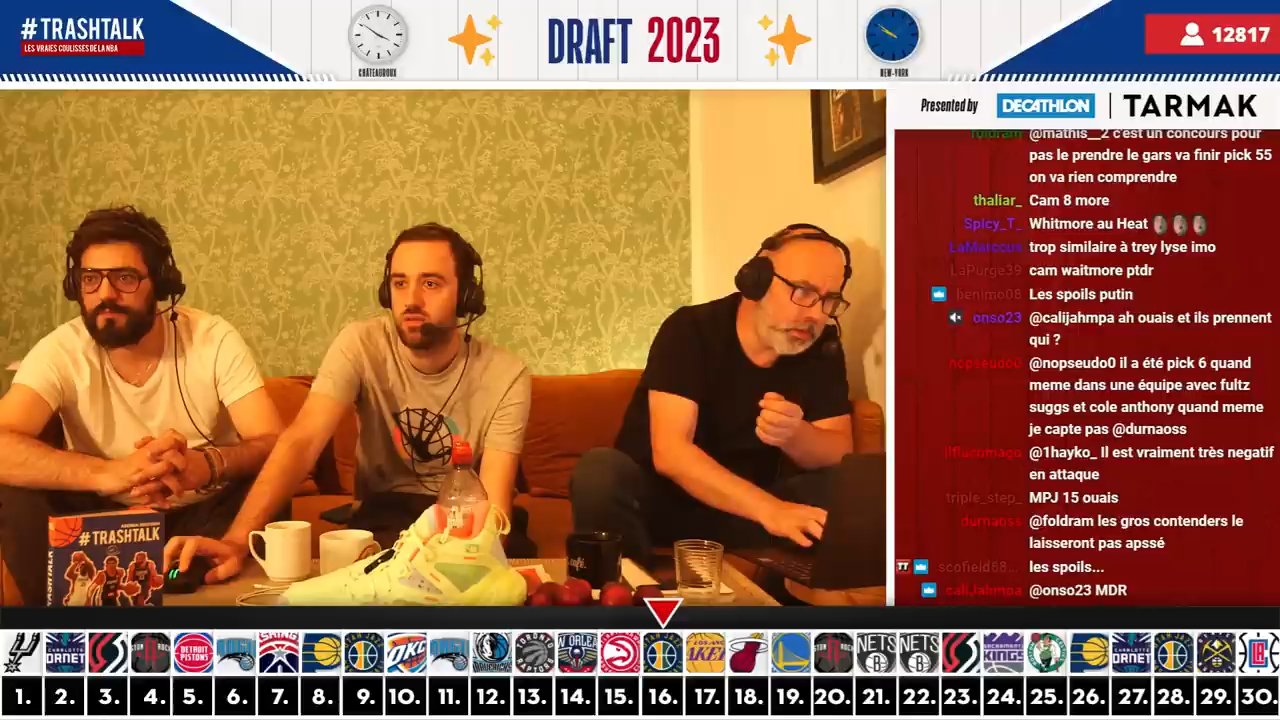 #TRASHTALK
LES VRAIES COULISSES DE LA NBA
CHÂTEAUROUX
DRAFT 2023
NEW-YORK
12817
Presented by DECATHLON | TARMAK
foldram @mathis__2 c'est un concours pour
pas le prendre le gars va finir pick 55
on va rien comprendre
thaliar_ Cam 8 more
Spicy_T_ Whitmore au Heat
LaMarcous trop similaire à trey lyse imo
LaPurge39 cam waitmore ptdr
benimo08 Les spoils putin
onso23 @calijahmpa ah ouais et ils prennent
qui ?
nopseudo0 @nopseudo0 il a été pick 6 quand
meme dans une équipe avec fultz
suggs et cole anthony quand meme
je capte pas @durnaoss
@1hayko_ Il est vraiment très negatif
en attaque
triple_step_ MPJ 15 ouais
durnaoss @foldram les gros contenders le
laisseront pas apssé
scofield68... les spoils...
calijahmpa @onso23 MDR
#TRASHTALK
1. 2. 3. 4. 5. 6. 7. 8. 9. 10. 11. 12. 13. 14. 15. 16. 17. 18. 19. 20. 21. 22. 23. 24. 25. 26. 27. 28. 29. 30.